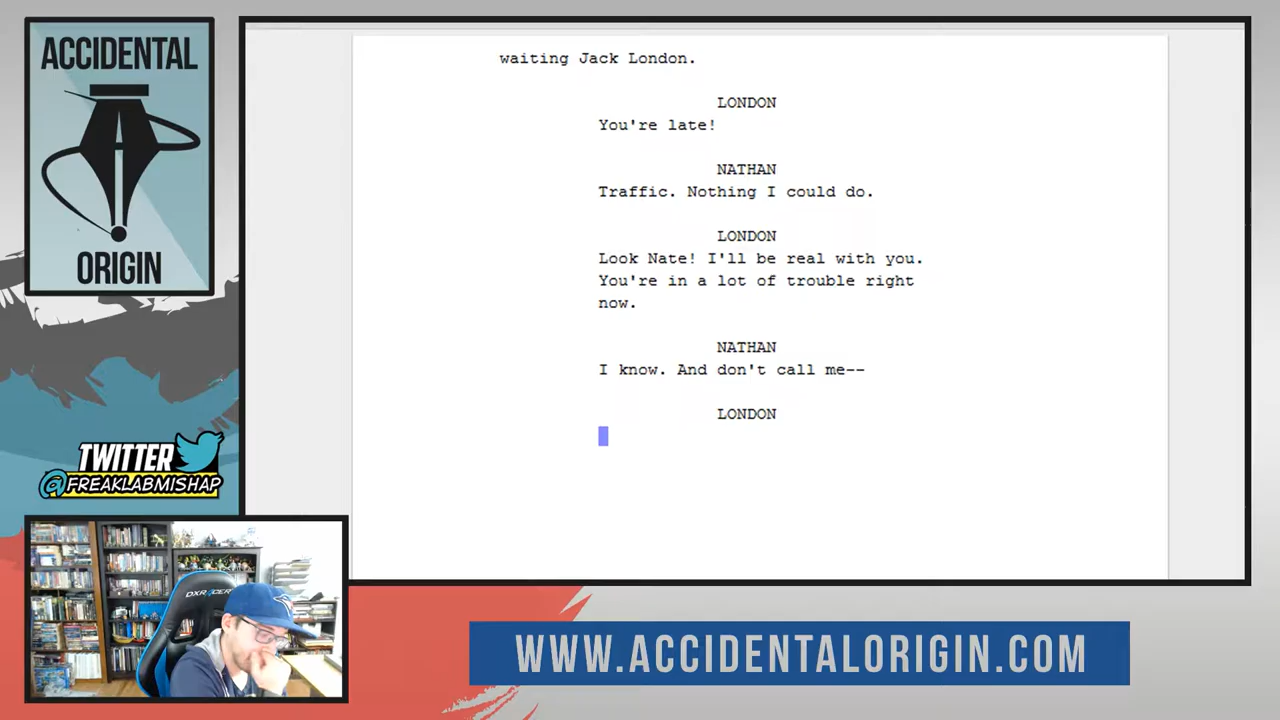 ACCIDENTAL
ORIGIN
waiting Jack London.
LONDON
You're late!
NATHAN
Traffic. Nothing I could do.
LONDON
Look Nate! I'll be real with you.
You're in a lot of trouble right
now.
NATHAN
I know. And don't call me--
LONDON
TWITTER
@FREAKLABMISHAP
DXRACER
WWW.ACCIDENTALORIGIN.COM